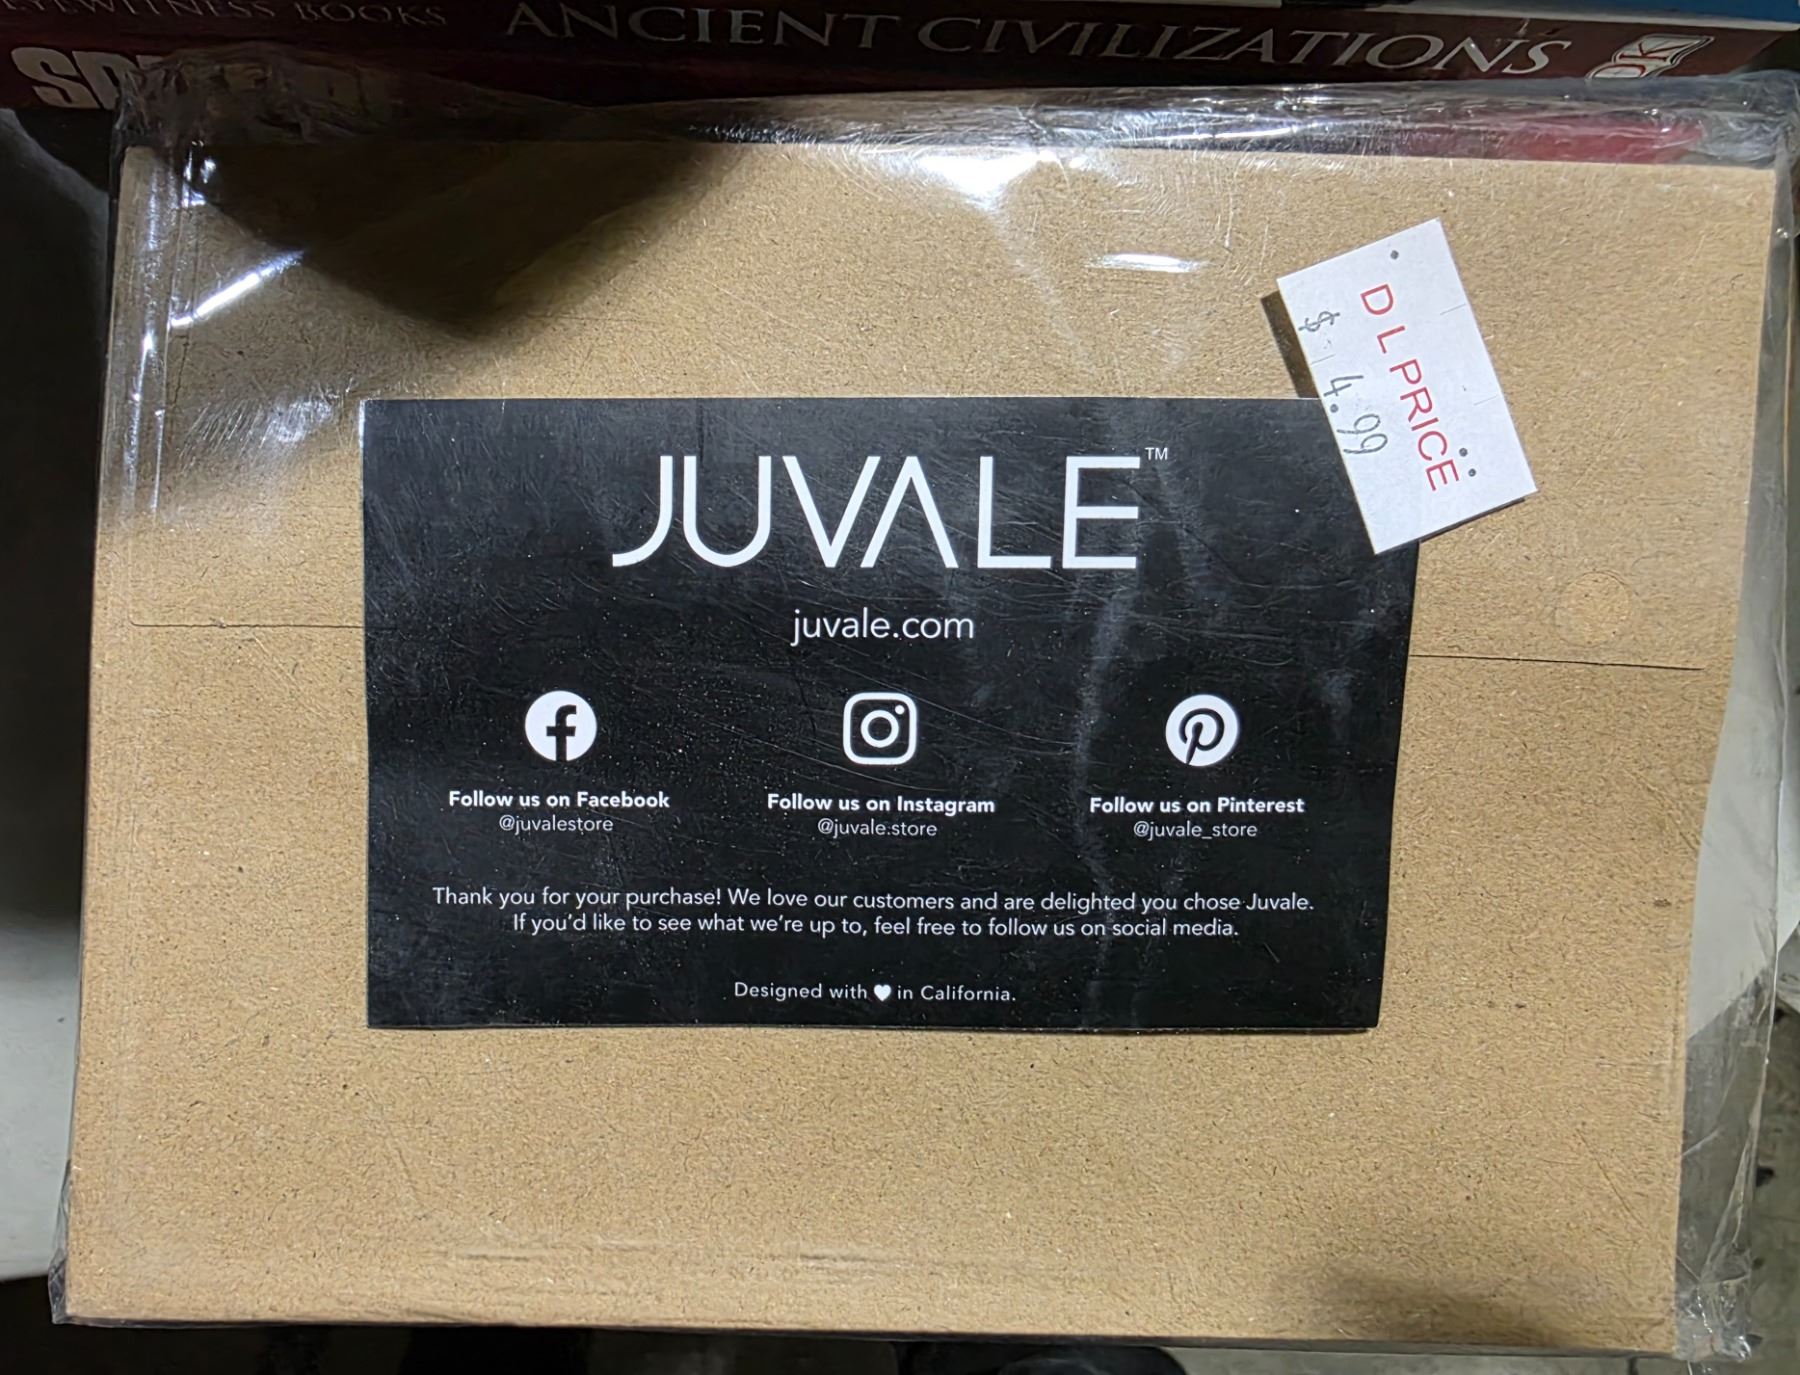 EYEWITNESS BOOKS ANCIENT CIVILIZATIONS DK
D L PRICE
$ 4.99
JUVALE™
juvale.com
Follow us on Facebook
@juvalestore
Follow us on Instagram
@juvale.store
Follow us on Pinterest
@juvale_store
Thank you for your purchase! We love our customers and are delighted you chose Juvale.
If you'd like to see what we're up to, feel free to follow us on social media.
Designed with ♥ in California.